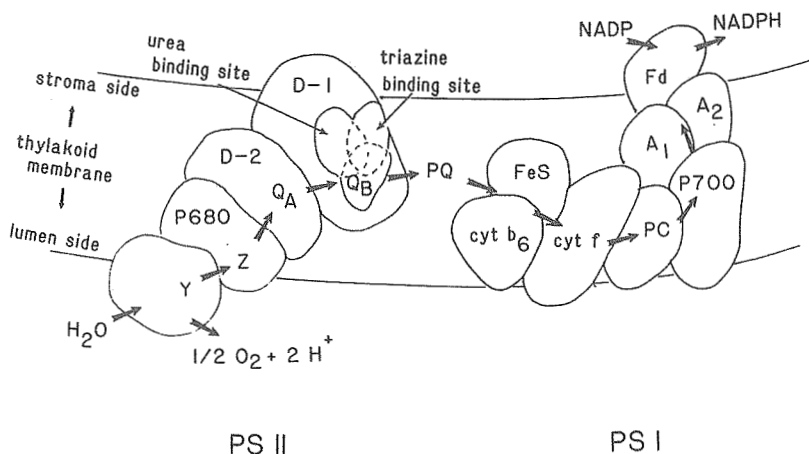 NADP
NADPH
urea
binding site
triazine
binding site
D-1
Fd
stroma side
A2
A1
thylakoid
membrane
D-2
QA
QB
PQ
FeS
P700
P680
lumen side
cyt b6
cyt f
PC
Z
Y
H2O
1/2 O2 + 2 H+
PS II
PS I